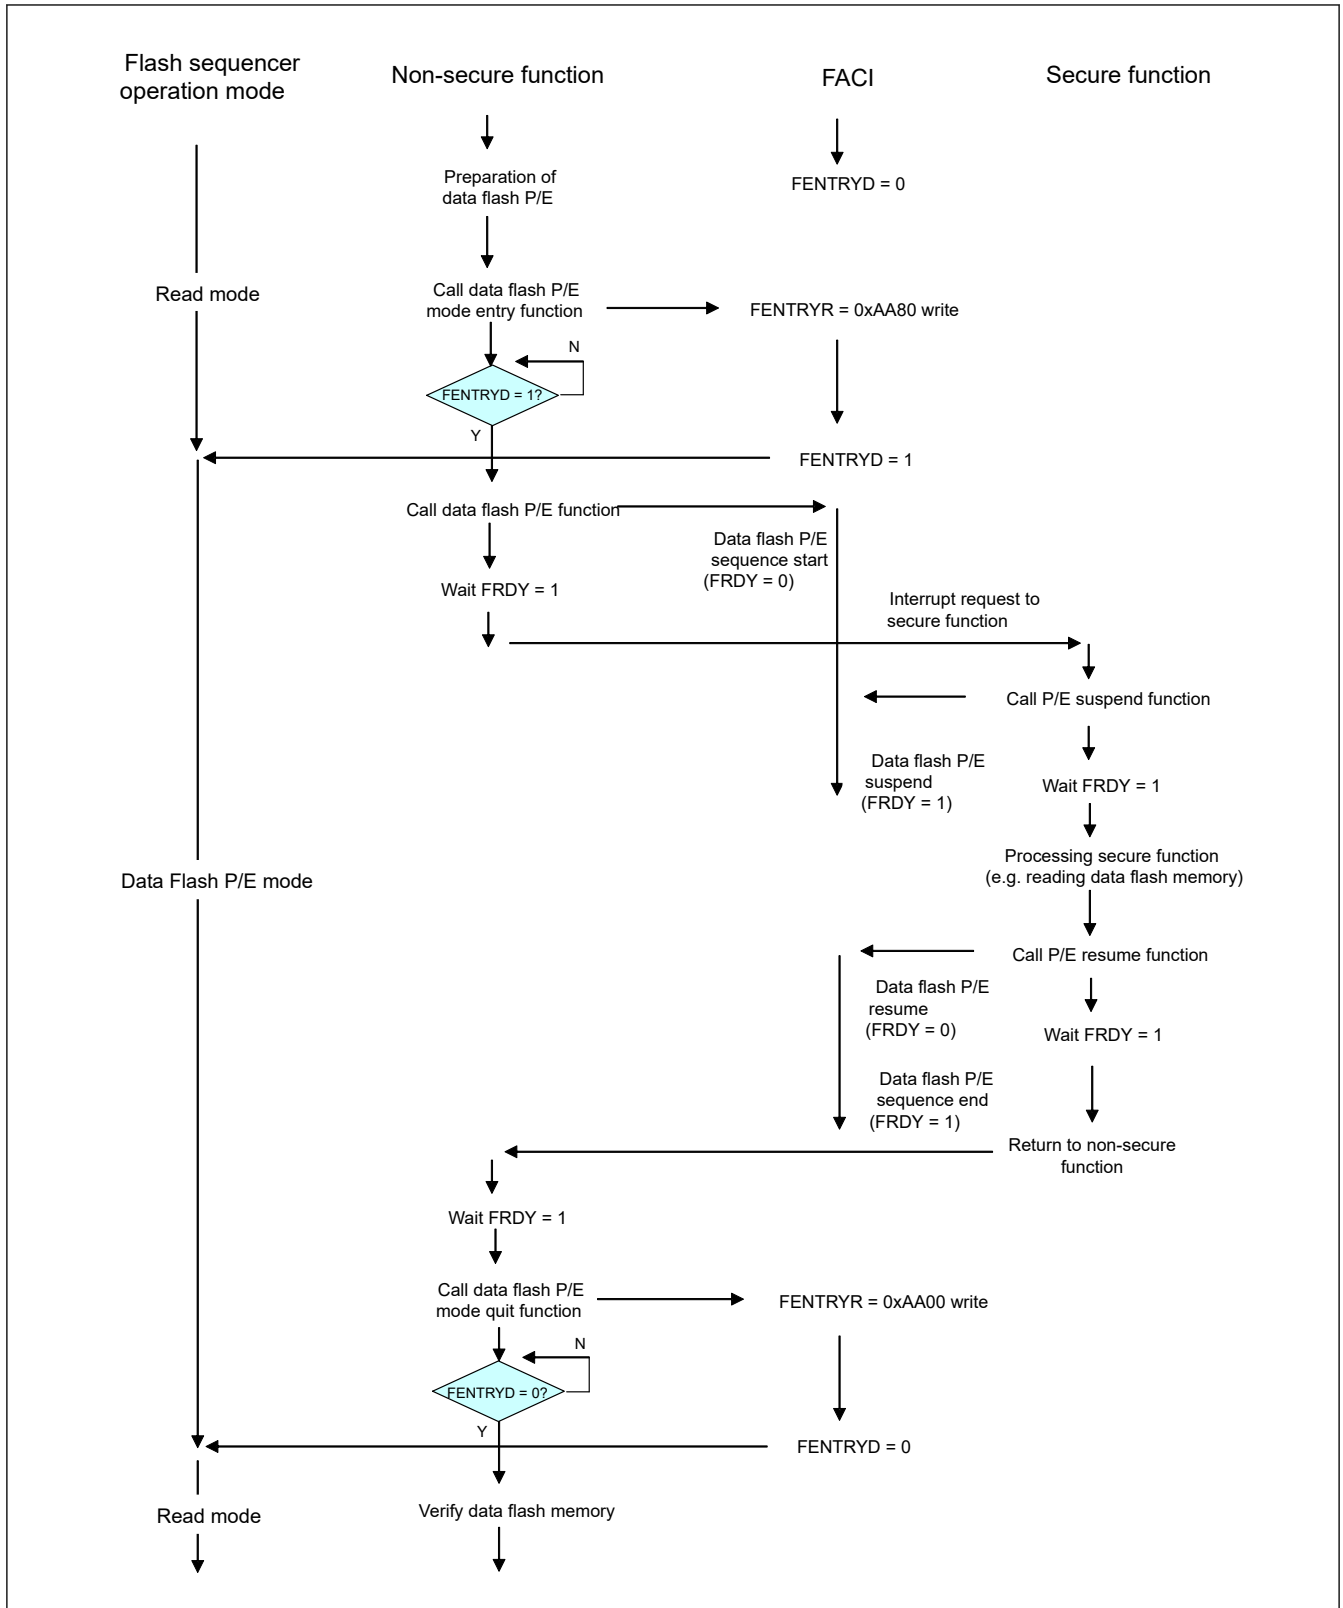 Flash sequencer
operation mode
Non-secure function
FACI
Secure function
Preparation of
data flash P/E
FENTRYD = 0
Read mode
Call data flash P/E
mode entry function
FENTRYR = 0xAA80 write
N
FENTRYD = 1?
Y
FENTRYD = 1
Call data flash P/E function
Data flash P/E
sequence start
(FRDY = 0)
Wait FRDY = 1
Interrupt request to
secure function
Call P/E suspend function
Data flash P/E
suspend
(FRDY = 1)
Wait FRDY = 1
Processing secure function
(e.g. reading data flash memory)
Data Flash P/E mode
Call P/E resume function
Data flash P/E
resume
(FRDY = 0)
Wait FRDY = 1
Data flash P/E
sequence end
(FRDY = 1)
Return to non-secure
function
Wait FRDY = 1
Call data flash P/E
mode quit function
FENTRYR = 0xAA00 write
N
FENTRYD = 0?
Y
FENTRYD = 0
Read mode
Verify data flash memory